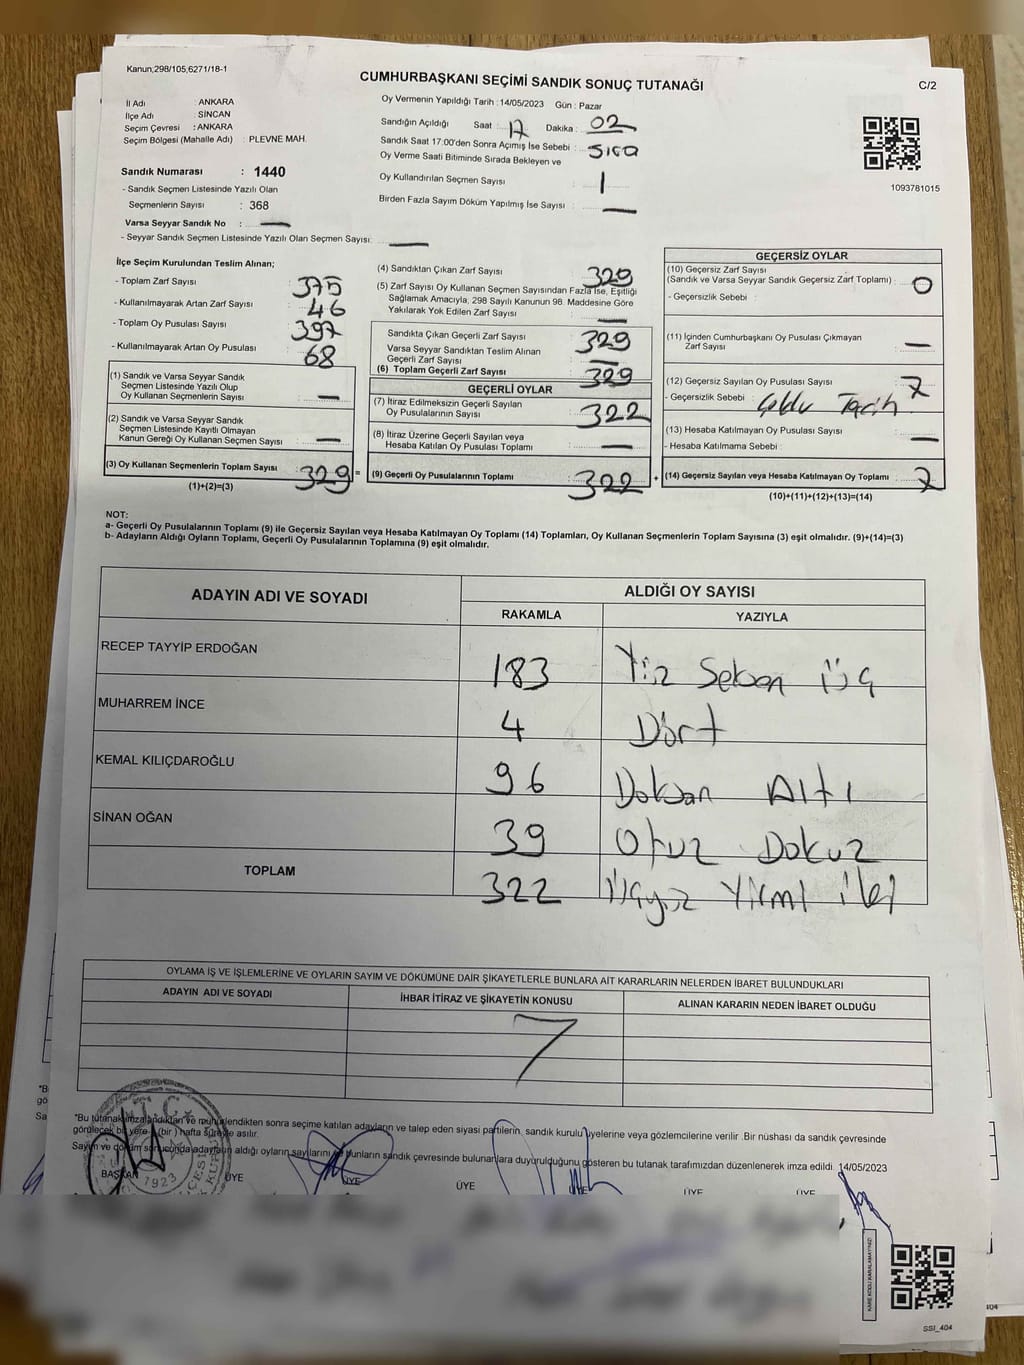 Kanun;298/105,6271/18-1
CUMHURBAŞKANI SEÇİMİ SANDIK SONUÇ TUTANAĞI
C/2
İl Adı : ANKARA
İlçe Adı : SİNCAN
Seçim Çevresi : ANKARA
Seçim Bölgesi (Mahalle Adı) : PLEVNE MAH.
Sandık Numarası : 1440
- Sandık Seçmen Listesinde Yazılı Olan
Seçmenlerin Sayısı : 368
Varsa Seyyar Sandık No :
- Seyyar Sandık Seçmen Listesinde Yazılı Olan Seçmen Sayısı:
Oy Vermenin Yapıldığı Tarih : 14/05/2023 Gün : Pazar
Sandığın Açıldığı Saat : 17 Dakika : 02
Sandık Saat 17:00'den Sonra Açımış İse Sebebi : Sıra
Oy Verme Saati Bitiminde Sırada Bekleyen ve
Oy Kullandırılan Seçmen Sayısı : 1
Birden Fazla Sayım Döküm Yapılmış İse Sayısı :
1093781015
İlçe Seçim Kurulundan Teslim Alınan;
- Toplam Zarf Sayısı : 375
- Kullanılmayarak Artan Zarf Sayısı : 46
- Toplam Oy Pusulası Sayısı : 397
- Kullanılmayarak Artan Oy Pusulası : 68
(1) Sandık ve Varsa Seyyar Sandık
Seçmen Listesinde Yazılı Olup
Oy Kullanan Seçmenlerin Sayısı :
(2) Sandık ve Varsa Seyyar Sandık
Seçmen Listesinde Kayıtlı Olmayan
Kanun Gereği Oy Kullanan Seçmen Sayısı :
(3) Oy Kullanan Seçmenlerin Toplam Sayısı : 329
(1)+(2)=(3)
(4) Sandıktan Çıkan Zarf Sayısı : 329
(5) Zarf Sayısı Oy Kullanan Seçmen Sayısından Fazla İse, Eşitliği
Sağlamak Amacıyla, 298 Sayılı Kanunun 98. Maddesine Göre
Yakılarak Yok Edilen Zarf Sayısı :
Sandıkta Çıkan Geçerli Zarf Sayısı : 329
Varsa Seyyar Sandıktan Teslim Alınan
Geçerli Zarf Sayısı :
(6) Toplam Geçerli Zarf Sayısı : 329
GEÇERLİ OYLAR
(7) İtiraz Edilmeksizin Geçerli Sayılan
Oy Pusulalarının Sayısı : 322
(8) İtiraz Üzerine Geçerli Sayılan veya
Hesaba Katılan Oy Pusulası Toplamı :
= (9) Geçerli Oy Pusulalarının Toplamı : 322 +
GEÇERSİZ OYLAR
(10) Geçersiz Zarf Sayısı
(Sandık ve Varsa Seyyar Sandık Geçersiz Zarf Toplamı) : 0
- Geçersizlik Sebebi :
(11) İçinden Cumhurbaşkanı Oy Pusulası Çıkmayan
Zarf Sayısı :
(12) Geçersiz Sayılan Oy Pusulası Sayısı : 7
- Geçersizlik Sebebi : Çoklu Tercih
(13) Hesaba Katılmayan Oy Pusulası Sayısı :
- Hesaba Katılmama Sebebi :
(14) Geçersiz Sayılan veya Hesaba Katılmayan Oy Toplamı : 7
(10)+(11)+(12)+(13)=(14)
NOT:
a- Geçerli Oy Pusulalarının Toplamı (9) ile Geçersiz Sayılan veya Hesaba Katılmayan Oy Toplamı (14) Toplamları, Oy Kullanan Seçmenlerin Toplam Sayısına (3) eşit olmalıdır. (9)+(14)=(3)
b- Adayların Aldığı Oyların Toplamı, Geçerli Oy Pusulalarının Toplamına (9) eşit olmalıdır.
ADAYIN ADI VE SOYADI ALDIĞI OY SAYISI
RAKAMLA YAZIYLA
RECEP TAYYİP ERDOĞAN 183 Yüz Seksen Üç
MUHARREM İNCE 4 Dört
KEMAL KILIÇDAROĞLU 96 Doksan Altı
SİNAN OĞAN 39 Otuz Dokuz
TOPLAM 322 Üçyüz Yirmi İki
OYLAMA İŞ VE İŞLEMLERİNE VE OYLARIN SAYIM VE DÖKÜMÜNE DAİR ŞİKAYETLERLE BUNLARA AİT KARARLARIN NELERDEN İBARET BULUNDUKLARI
ADAYIN ADI VE SOYADI İHBAR İTİRAZ VE ŞİKAYETİN KONUSU ALINAN KARARIN NEDEN İBARET OLDUĞU
"Bu tutanak imzalandıktan ve mühürlendikten sonra seçime katılan adayların ve talep eden siyasi partilerin, sandık kurulu üyelerine veya gözlemcilerine verilir .Bir nüshası da sandık çevresinde
görülecek bir yere (bir) hafta süreyle asılır.
Sayım ve döküm sonucunda adayların aldığı oyların sayılarını ve bunların sandık çevresinde bulunanlara duyurulduğunu gösteren bu tutanak tarafımızdan düzenlenerek imza edildi. 14/05/2023
BAŞKAN ÜYE ÜYE ÜYE ÜYE ÜYE ÜYE
T.C.
1923
KARE KODU KARALAMAYINIZ!
SSI_404
404